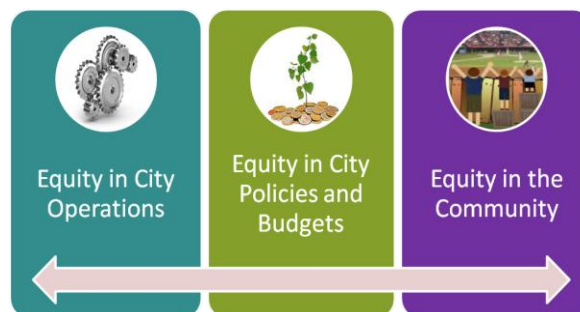 Equity in City
Operations
Equity in City
Policies and
Budgets
Equity in the
Community